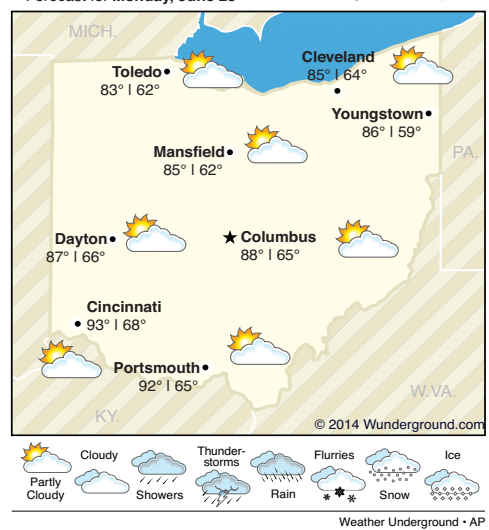 MICH.
Cleveland
85° | 64°
Toledo
83° | 62°
Youngstown
86° | 59°
Mansfield
85° | 62°
PA.
Dayton
87° | 66°
Columbus
88° | 65°
Cincinnati
93° | 68°
Portsmouth
92° | 65°
W.VA.
KY.
© 2014 Wunderground.com
Partly
Cloudy
Cloudy
Showers
Thunder-
storms
Rain
Flurries
Snow
Ice
Weather Underground • AP